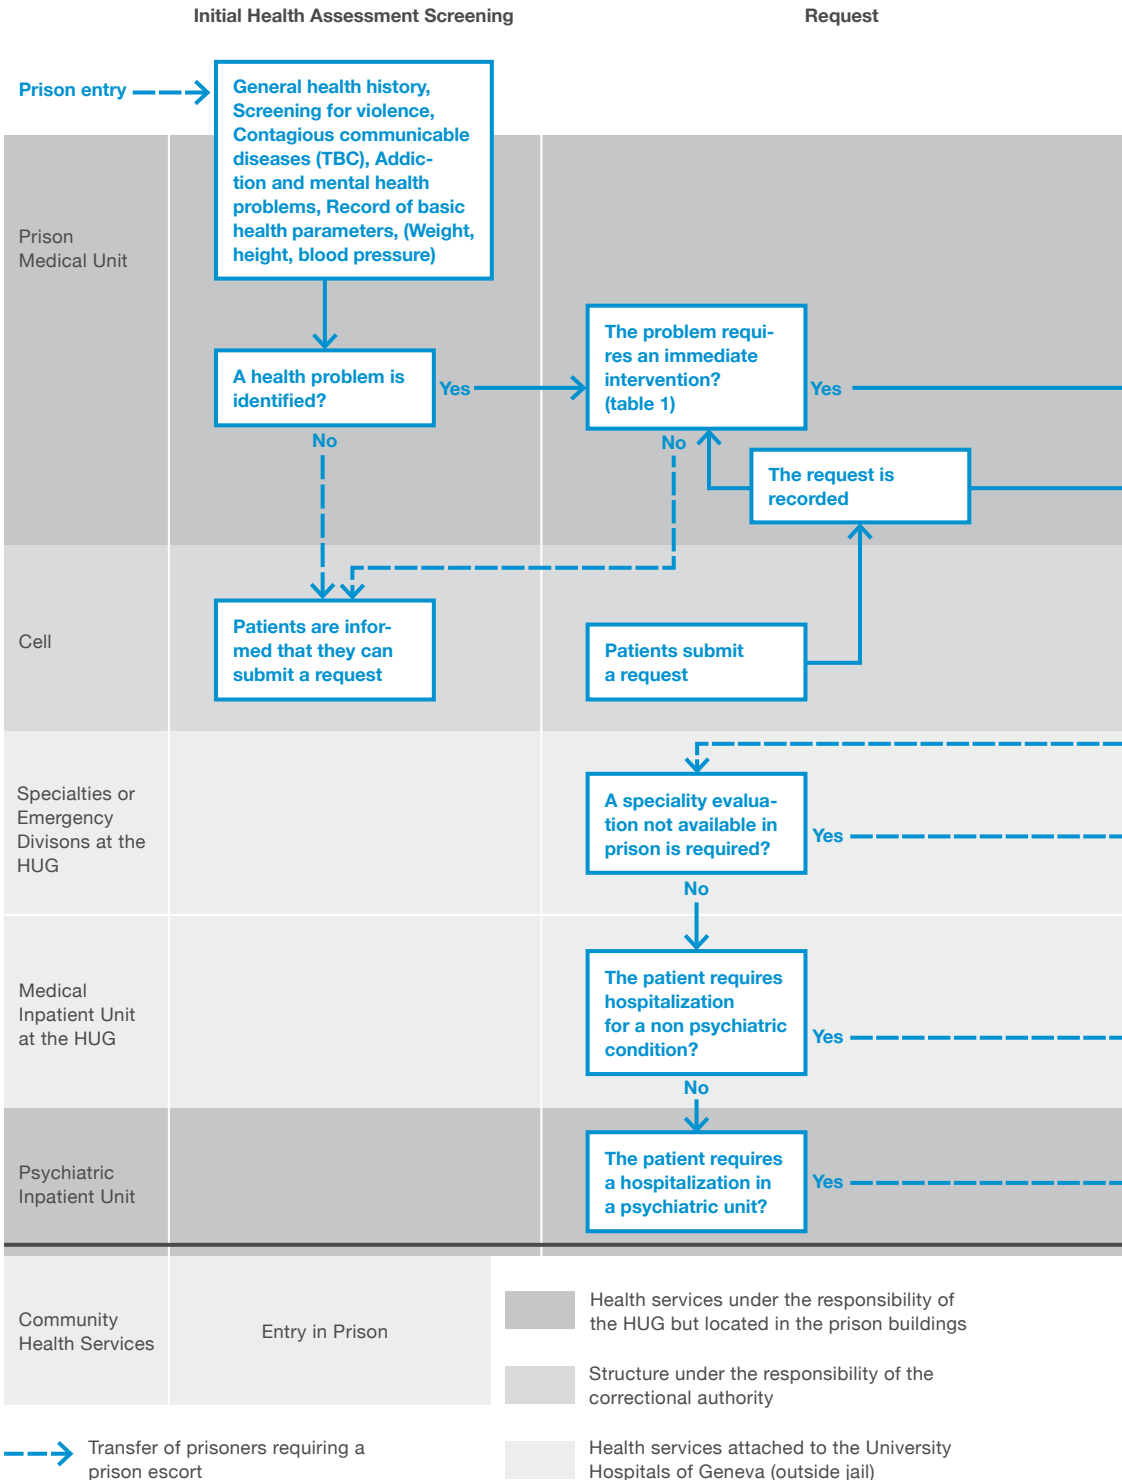 Initial Health Assessment Screening
Request
Prison entry
General health history,
Screening for violence,
Contagious communicable
diseases (TBC), Addic-
tion and mental health
problems, Record of basic
health parameters, (Weight,
height, blood pressure)
Prison
Medical Unit
A health problem is
identified?
Yes
No
The problem requi-
res an immediate
intervention?
(table 1)
Yes
No
The request is
recorded
Cell
Patients are infor-
med that they can
submit a request
Patients submit
a request
Specialties or
Emergency
Divisons at the
HUG
A speciality evalua-
tion not available in
prison is required?
Yes
No
Medical
Inpatient Unit
at the HUG
The patient requires
hospitalization
for a non psychiatric
condition?
Yes
No
Psychiatric
Inpatient Unit
The patient requires
a hospitalization in
a psychiatric unit?
Yes
Community
Health Services
Entry in Prison
Health services under the responsibility of
the HUG but located in the prison buildings
Structure under the responsibility of the
correctional authority
Transfer of prisoners requiring a
prison escort
Health services attached to the University
Hospitals of Geneva (outside jail)